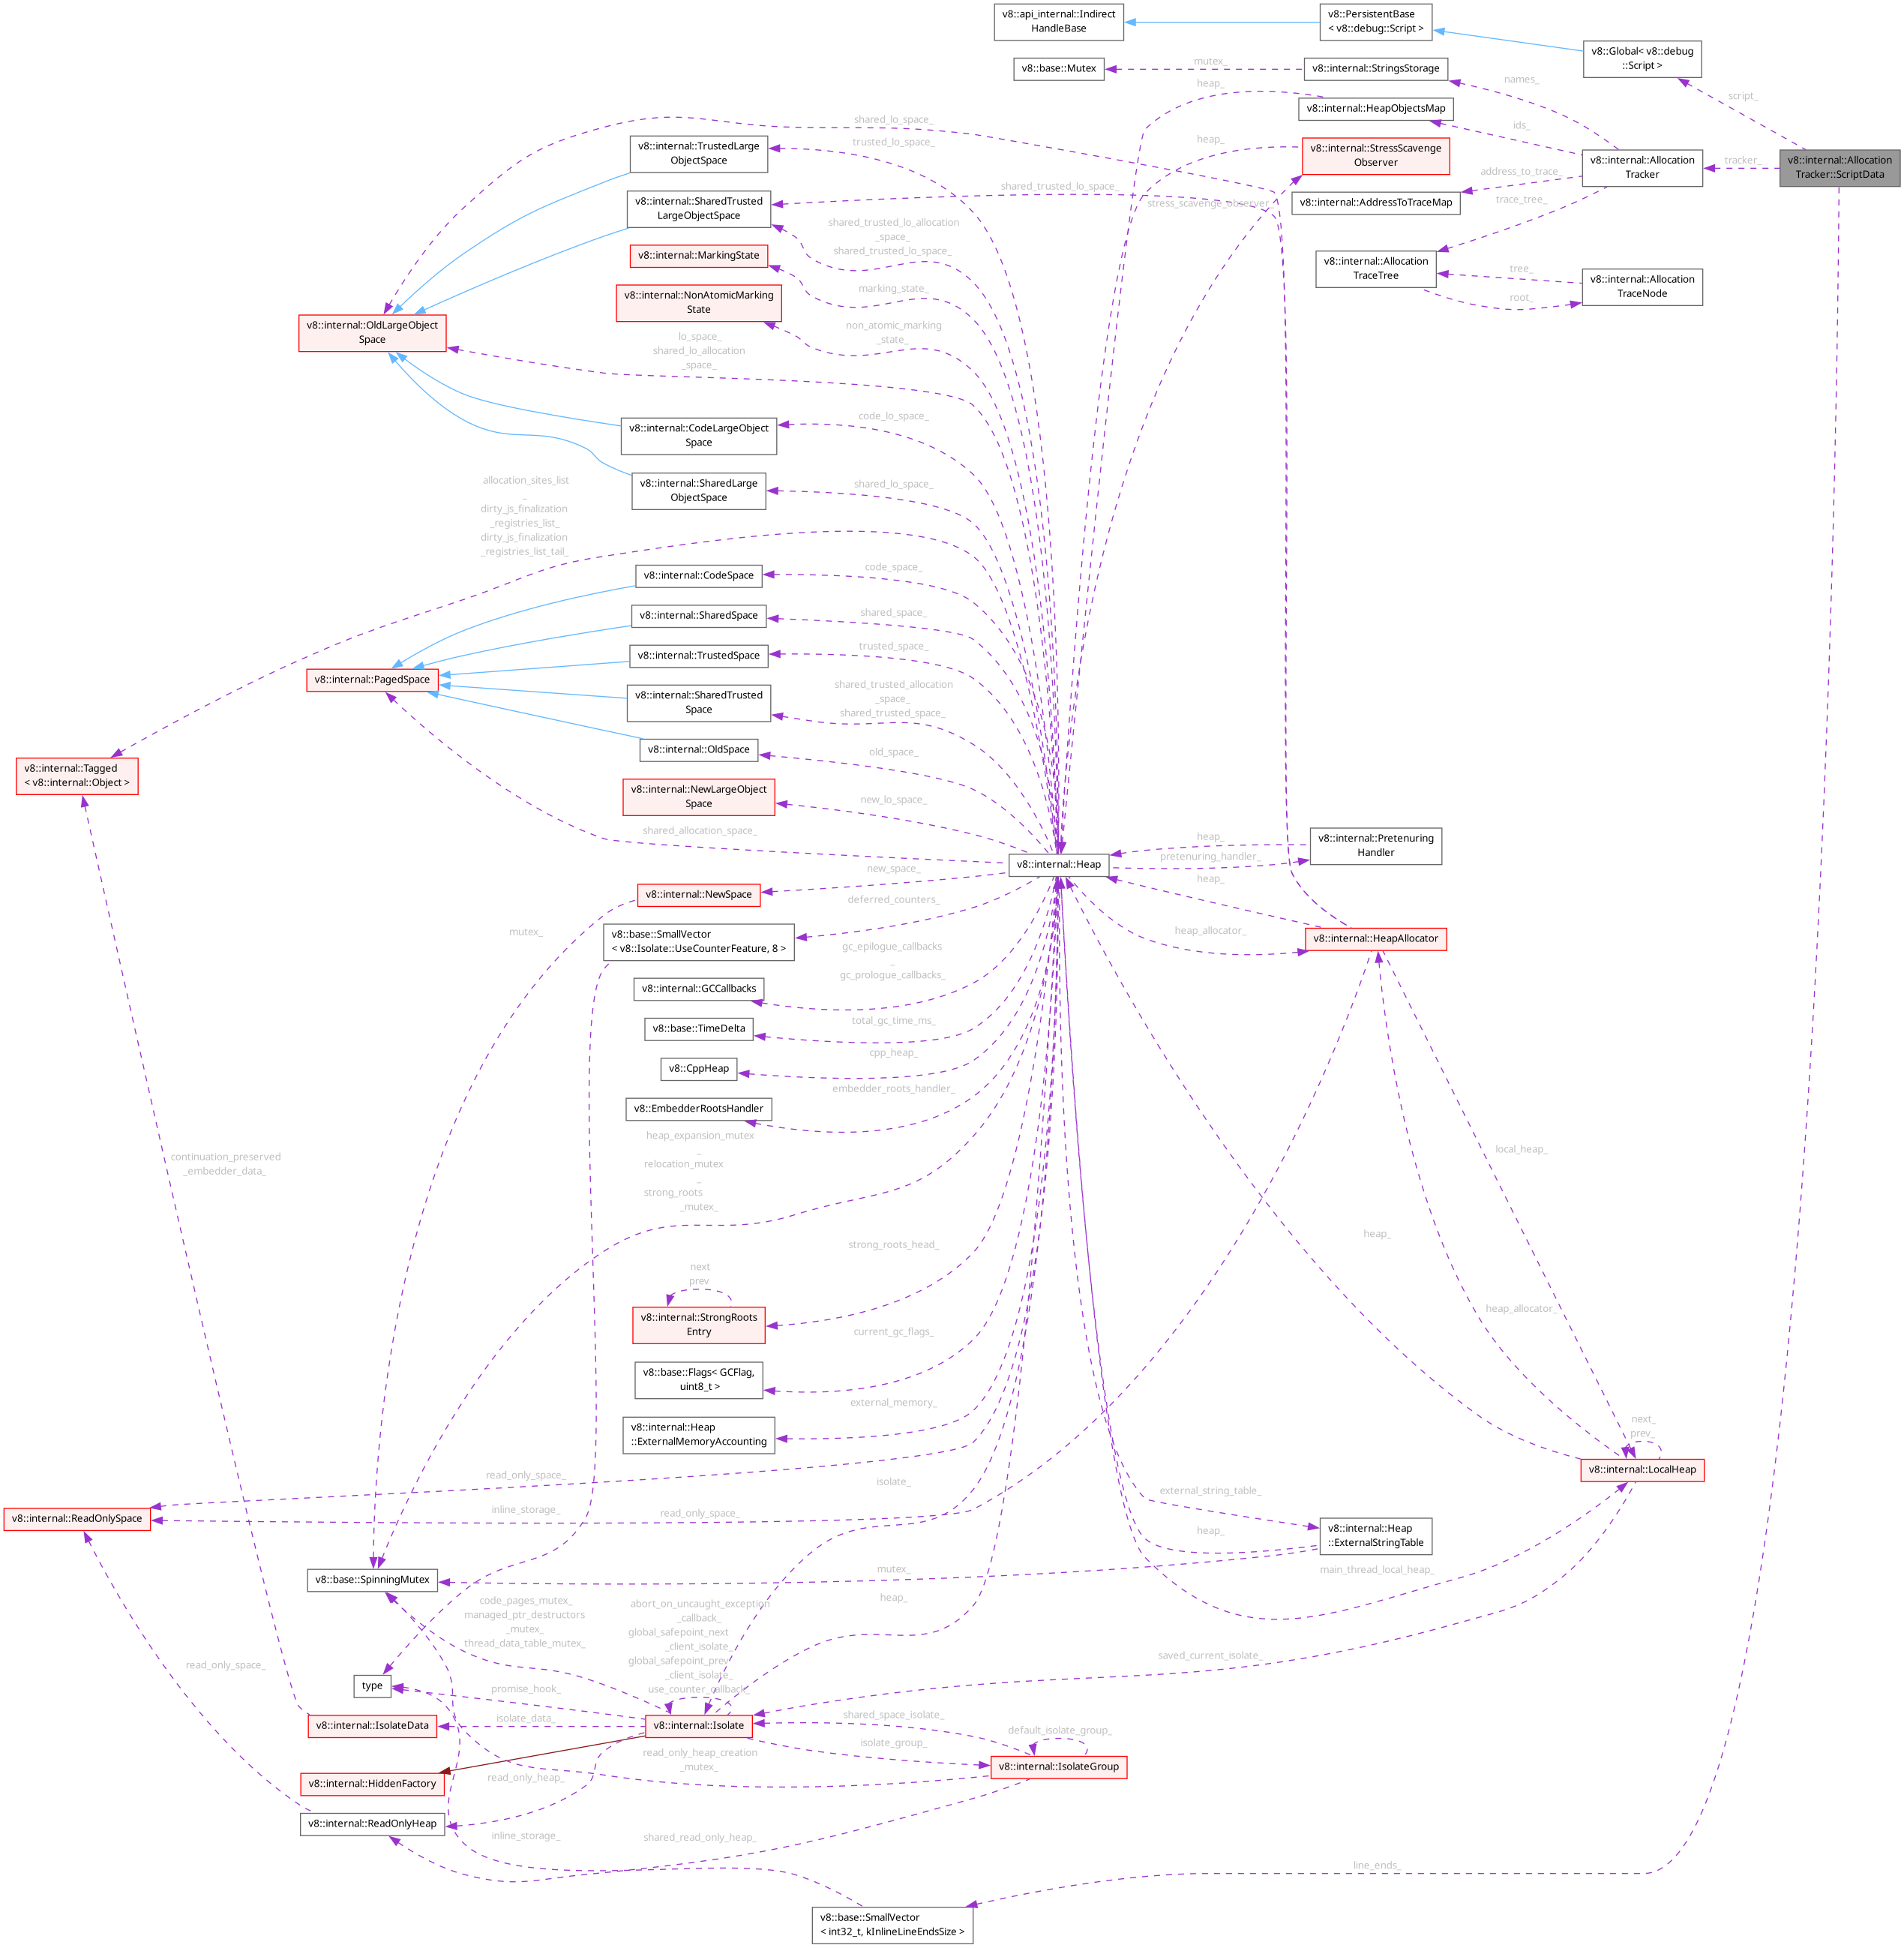 v8::api_internal::Indirect
HandleBase
v8::PersistentBase
< v8::debug::Script >
v8::Global< v8::debug
::Script >
v8::base::Mutex
mutex_
v8::internal::StringsStorage
names_
script_
heap_
v8::internal::HeapObjectsMap
ids_
shared_lo_space_
trusted_lo_space_
v8::internal::TrustedLarge
ObjectSpace
heap_
v8::internal::StressScavenge
Observer
v8::internal::Allocation
Tracker
tracker_
v8::internal::Allocation
Tracker::ScriptData
address_to_trace_
v8::internal::AddressToTraceMap
trace_tree_
shared_trusted_lo_space_
stress_scavenge_observer_
v8::internal::SharedTrusted
LargeObjectSpace
shared_trusted_lo_allocation
_space_
shared_trusted_lo_space_
v8::internal::MarkingState
marking_state_
v8::internal::Allocation
TraceTree
tree_
root_
v8::internal::Allocation
TraceNode
v8::internal::NonAtomicMarking
State
non_atomic_marking
_state_
v8::internal::OldLargeObject
Space
lo_space_
shared_lo_allocation
_space_
v8::internal::CodeLargeObject
Space
code_lo_space_
v8::internal::SharedLarge
ObjectSpace
shared_lo_space_
allocation_sites_list
_
dirty_js_finalization
_registries_list_
dirty_js_finalization
_registries_list_tail_
v8::internal::CodeSpace
code_space_
v8::internal::SharedSpace
shared_space_
v8::internal::TrustedSpace
trusted_space_
v8::internal::PagedSpace
v8::internal::SharedTrusted
Space
shared_trusted_allocation
_space_
shared_trusted_space_
v8::internal::OldSpace
old_space_
v8::internal::Tagged
< v8::internal::Object >
v8::internal::NewLargeObject
Space
new_lo_space_
shared_allocation_space_
v8::internal::Heap
heap_
pretenuring_handler_
v8::internal::Pretenuring
Handler
v8::internal::NewSpace
new_space_
heap_
mutex_
v8::base::SmallVector
< v8::Isolate::UseCounterFeature, 8 >
deferred_counters_
heap_allocator_
v8::internal::HeapAllocator
gc_epilogue_callbacks
_
gc_prologue_callbacks_
v8::internal::GCCallbacks
v8::base::TimeDelta
total_gc_time_ms_
v8::CppHeap
cpp_heap_
v8::EmbedderRootsHandler
embedder_roots_handler_
heap_expansion_mutex
_
relocation_mutex
_
strong_roots
_mutex_
continuation_preserved
_embedder_data_
local_heap_
strong_roots_head_
heap_
next
prev
v8::internal::StrongRoots
Entry
heap_allocator_
v8::base::Flags< GCFlag,
uint8_t >
current_gc_flags_
v8::internal::Heap
::ExternalMemoryAccounting
external_memory_
next_
prev_
v8::internal::LocalHeap
read_only_space_
isolate_
external_string_table_
v8::internal::ReadOnlySpace
inline_storage_
read_only_space_
v8::internal::Heap
::ExternalStringTable
heap_
v8::base::SpinningMutex
mutex_
main_thread_local_heap_
code_pages_mutex_
managed_ptr_destructors
_mutex_
thread_data_table_mutex_
abort_on_uncaught_exception
_callback_
global_safepoint_next
_client_isolate_
global_safepoint_prev
_client_isolate_
use_counter_callback_
heap_
saved_current_isolate_
read_only_space_
type
promise_hook_
v8::internal::IsolateData
isolate_data_
v8::internal::Isolate
shared_space_isolate_
isolate_group_
default_isolate_group_
v8::internal::IsolateGroup
v8::internal::HiddenFactory
read_only_heap_
read_only_heap_creation
_mutex_
v8::internal::ReadOnlyHeap
inline_storage_
shared_read_only_heap_
line_ends_
v8::base::SmallVector
< int32_t, kInlineLineEndsSize >